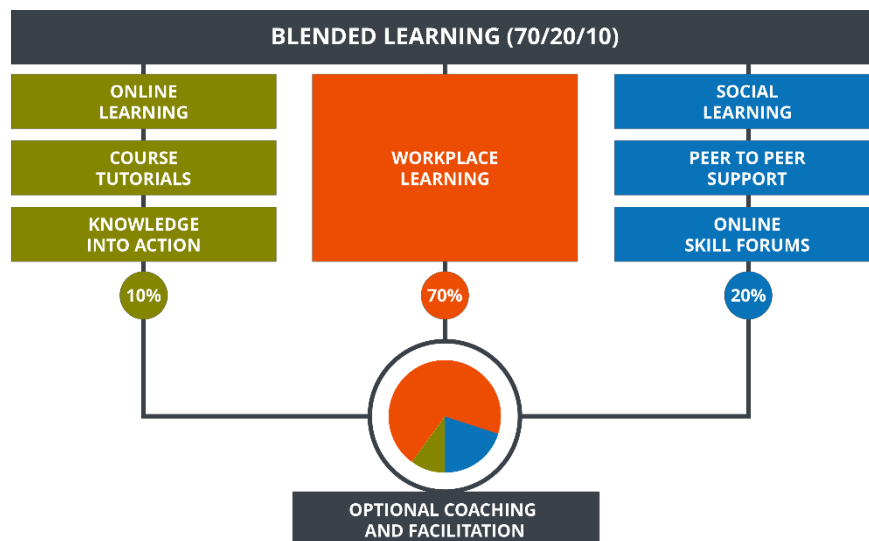 BLENDED LEARNING (70/20/10)
ONLINE
LEARNING
COURSE
TUTORIALS
KNOWLEDGE
INTO ACTION
10%
WORKPLACE
LEARNING
70%
SOCIAL
LEARNING
PEER TO PEER
SUPPORT
ONLINE
SKILL FORUMS
20%
OPTIONAL COACHING
AND FACILITATION